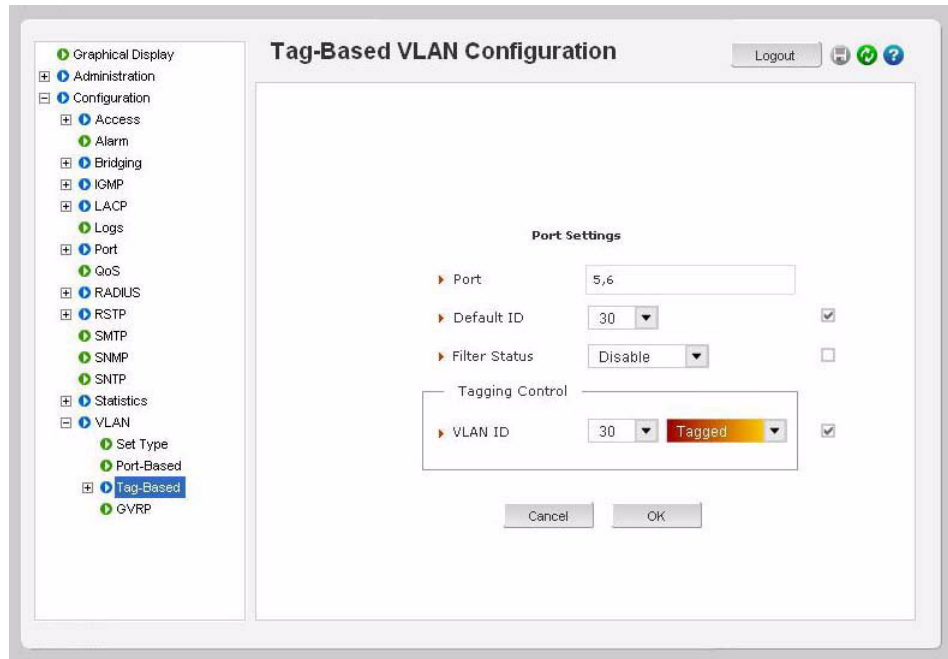 Tag-Based VLAN Configuration
Logout
Graphical Display
Administration
Configuration
Access
Alarm
Bridging
IGMP
LACP
Logs
Port
QoS
RADIUS
RSTP
SMTP
SNMP
SNTP
Statistics
VLAN
Set Type
Port-Based
Tag-Based
GVRP
Port Settings
Port 5,6
Default ID 30
Filter Status Disable
Tagging Control
VLAN ID 30 Tagged
Cancel OK